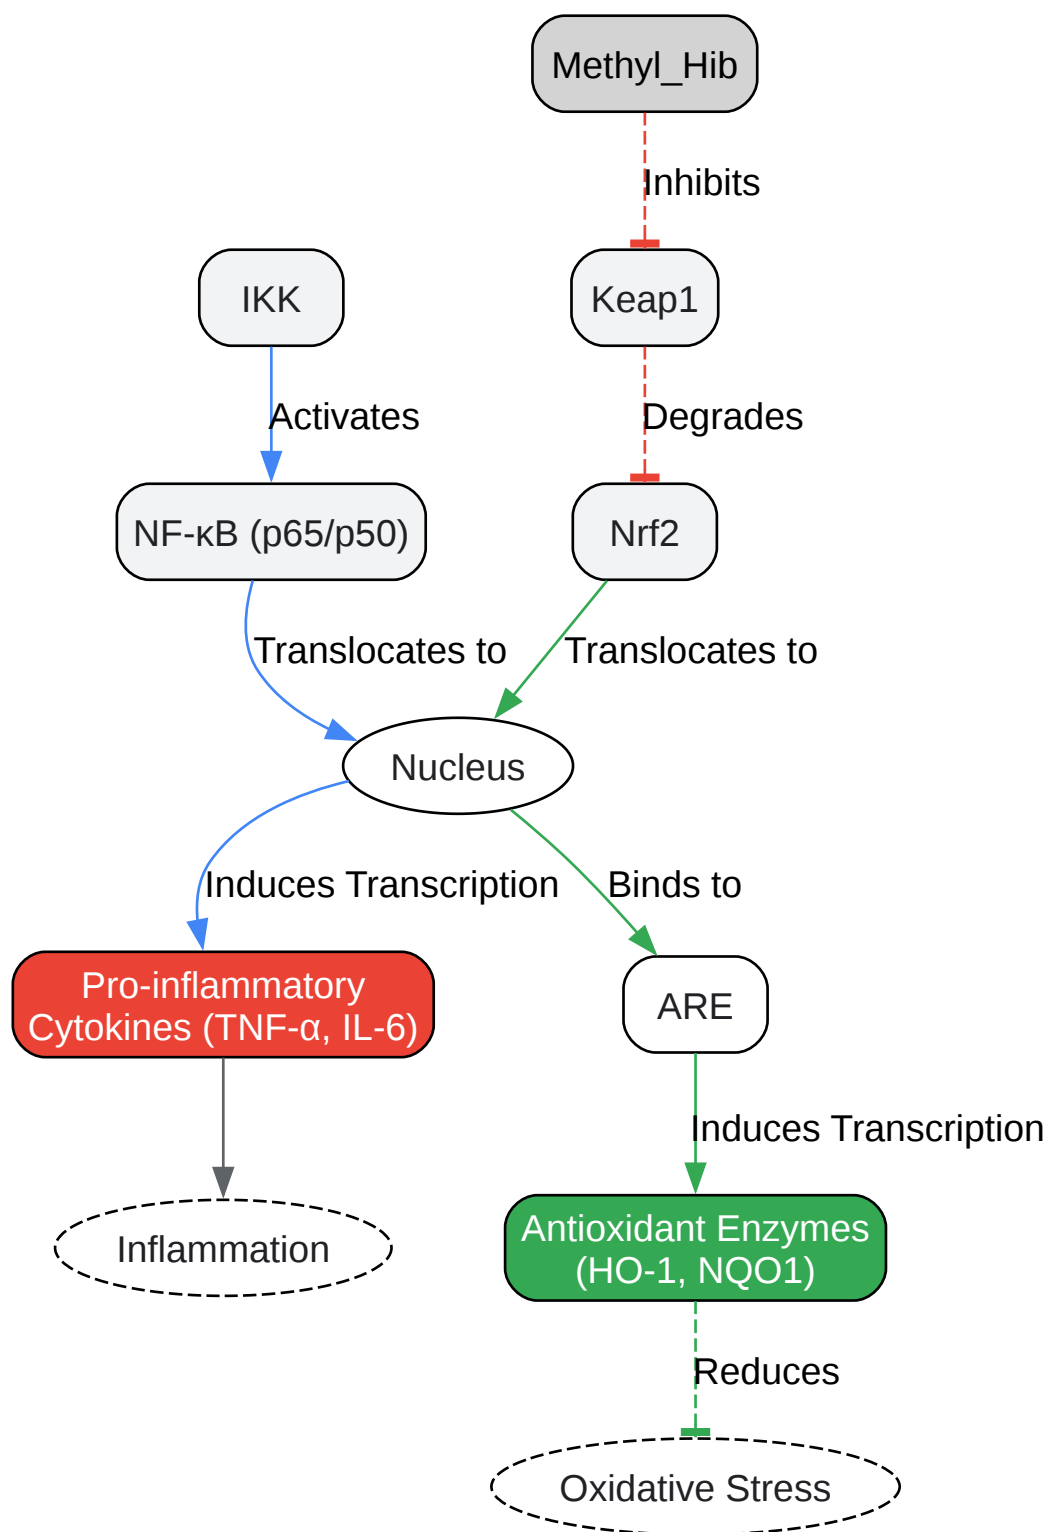 Methyl_Hib
Inhibits
IKK
Keap1
Activates
Degrades
NF-κB (p65/p50)
Nrf2
Translocates to
Translocates to
Nucleus
Induces Transcription
Binds to
Pro-inflammatory
Cytokines (TNF-α, IL-6)
ARE
Induces Transcription
Inflammation
Antioxidant Enzymes
(HO-1, NQO1)
Reduces
Oxidative Stress